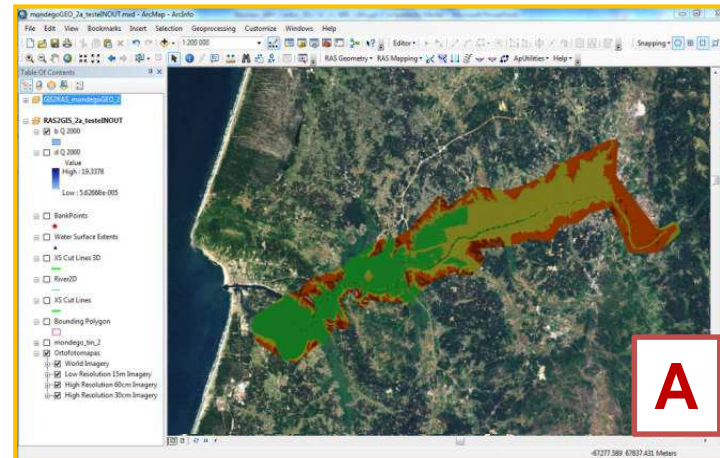 mondegoGEO_2a_testeINOUT.mxd - ArcMap - ArcInfo
File Edit View Bookmarks Insert Selection Geoprocessing Customize Windows Help
1:200 000 Editor Snapping
RAS Geometry RAS Mapping ApUtilities Help
Table Of Contents
GIS2RAS_mondegoGEO_2
RAS2GIS_2a_testeINOUT
b Q 2000
d Q 2000
Value
High : 19.3378
Low : 5.62668e-005
BankPoints
Water Surface Extents
XS Cut Lines 3D
River2D
XS Cut Lines
Bounding Polygon
mondego_tin_2
Ortofotomapas
World Imagery
Low Resolution 15m Imagery
High Resolution 60cm Imagery
High Resolution 30cm Imagery
A
-67277.589 67837.431 Meters